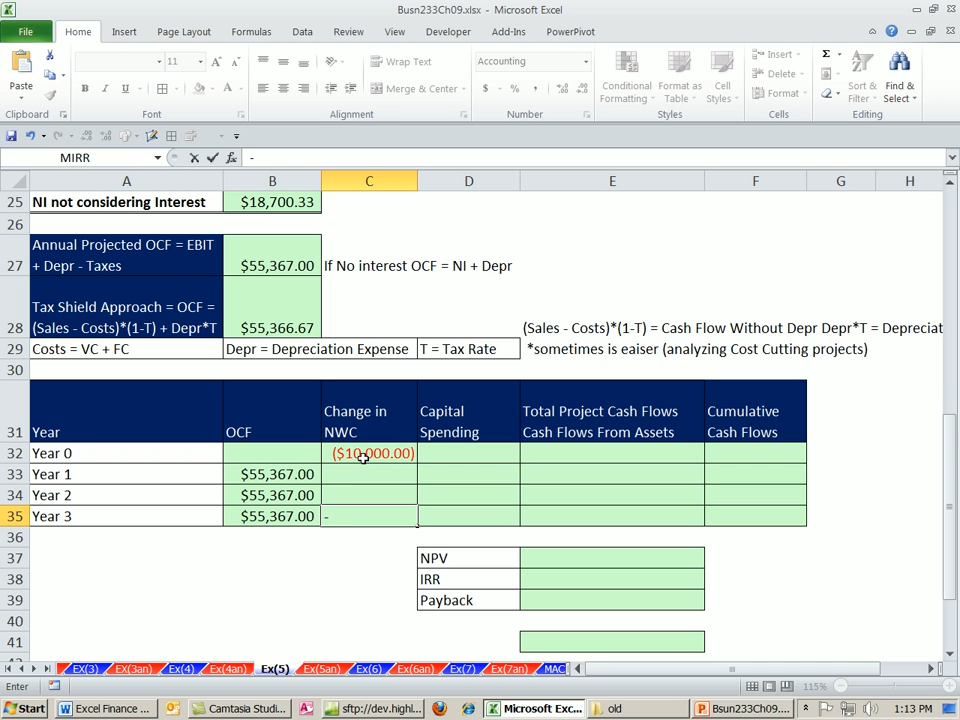 Busn233Ch09.xlsx - Microsoft Excel
File Home Insert Page Layout Formulas Data Review View Developer Add-Ins PowerPivot
Paste
11
B I U
Wrap Text
Merge & Center
Accounting
$ % ,
Conditional Formatting
Format as Table
Cell Styles
Insert
Delete
Format
Sort & Filter
Find & Select
Clipboard Font Alignment Number Styles Cells Editing
MIRR fx -
A B C D E F G H
25 NI not considering Interest $18,700.33
26
Annual Projected OCF = EBIT
27 + Depr - Taxes $55,367.00 If No interest OCF = NI + Depr
Tax Shield Approach = OCF =
28 (Sales - Costs)*(1-T) + Depr*T $55,366.67 (Sales - Costs)*(1-T) = Cash Flow Without Depr Depr*T = Depreciat
29 Costs = VC + FC Depr = Depreciation Expense T = Tax Rate *sometimes is eaiser (analyzing Cost Cutting projects)
30
Change in Capital Total Project Cash Flows Cumulative
31 Year OCF NWC Spending Cash Flows From Assets Cash Flows
32 Year 0 ($10,000.00)
33 Year 1 $55,367.00
34 Year 2 $55,367.00
35 Year 3 $55,367.00 -
36
37 NPV
38 IRR
39 Payback
40
41
Ex(3) Ex(3an) Ex(4) Ex(4an) Ex(5) Ex(5an) Ex(6) Ex(6an) Ex(7) Ex(7an) MAC
Enter 115%
Start Excel Finance ... Camtasia Studi... sftp://dev.highl... Microsoft Exc... old Busn233Ch09.... 1:13 PM